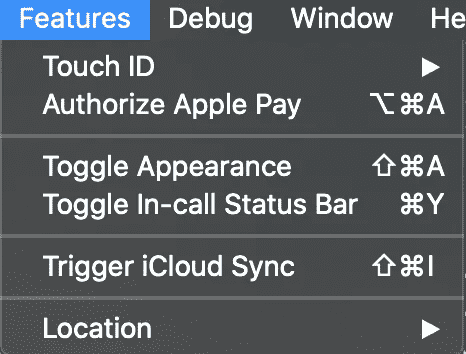 Features Debug Window He
Touch ID ▶
Authorize Apple Pay ⌥⌘A
Toggle Appearance ⇧⌘A
Toggle In-call Status Bar ⌘Y
Trigger iCloud Sync ⇧⌘I
Location ▶